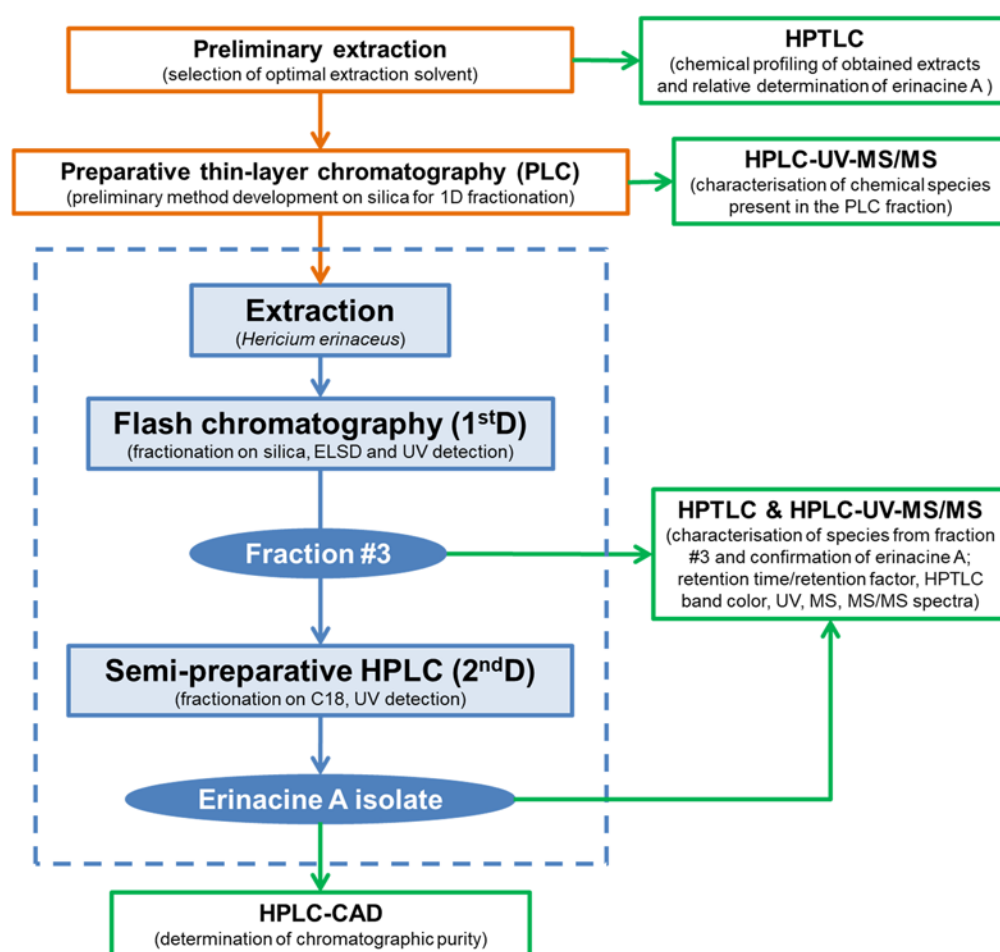 Preliminary extraction
(selection of optimal extraction solvent)
HPTLC
(chemical profiling of obtained extracts
and relative determination of erinacine A )
Preparative thin-layer chromatography (PLC)
(preliminary method development on silica for 1D fractionation)
HPLC-UV-MS/MS
(characterisation of chemical species
present in the PLC fraction)
Extraction
(Hericium erinaceus)
Flash chromatography (1stD)
(fractionation on silica, ELSD and UV detection)
Fraction #3
HPTLC & HPLC-UV-MS/MS
(characterisation of species from fraction
#3 and confirmation of erinacine A;
retention time/retention factor, HPTLC
band color, UV, MS, MS/MS spectra)
Semi-preparative HPLC (2ndD)
(fractionation on C18, UV detection)
Erinacine A isolate
HPLC-CAD
(determination of chromatographic purity)